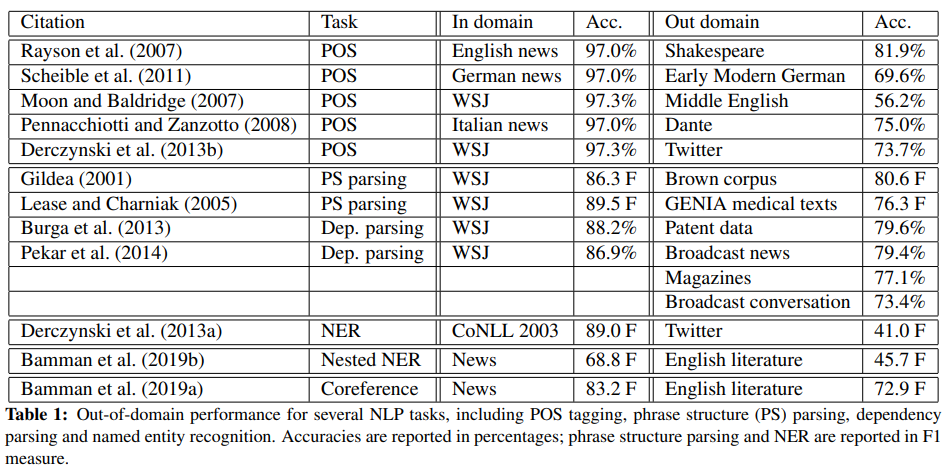 Citation Task In domain Acc. Out domain Acc.
Rayson et al. (2007) POS English news 97.0% Shakespeare 81.9%
Scheible et al. (2011) POS German news 97.0% Early Modern German 69.6%
Moon and Baldridge (2007) POS WSJ 97.3% Middle English 56.2%
Pennacchiotti and Zanzotto (2008) POS Italian news 97.0% Dante 75.0%
Derczynski et al. (2013b) POS WSJ 97.3% Twitter 73.7%
Gildea (2001) PS parsing WSJ 86.3 F Brown corpus 80.6 F
Lease and Charniak (2005) PS parsing WSJ 89.5 F GENIA medical texts 76.3 F
Burga et al. (2013) Dep. parsing WSJ 88.2% Patent data 79.6%
Pekar et al. (2014) Dep. parsing WSJ 86.9% Broadcast news 79.4%
Magazines 77.1%
Broadcast conversation 73.4%
Derczynski et al. (2013a) NER CoNLL 2003 89.0 F Twitter 41.0 F
Bamman et al. (2019b) Nested NER News 68.8 F English literature 45.7 F
Bamman et al. (2019a) Coreference News 83.2 F English literature 72.9 F
Table 1: Out-of-domain performance for several NLP tasks, including POS tagging, phrase structure (PS) parsing, dependency
parsing and named entity recognition. Accuracies are reported in percentages; phrase structure parsing and NER are reported in F1
measure.